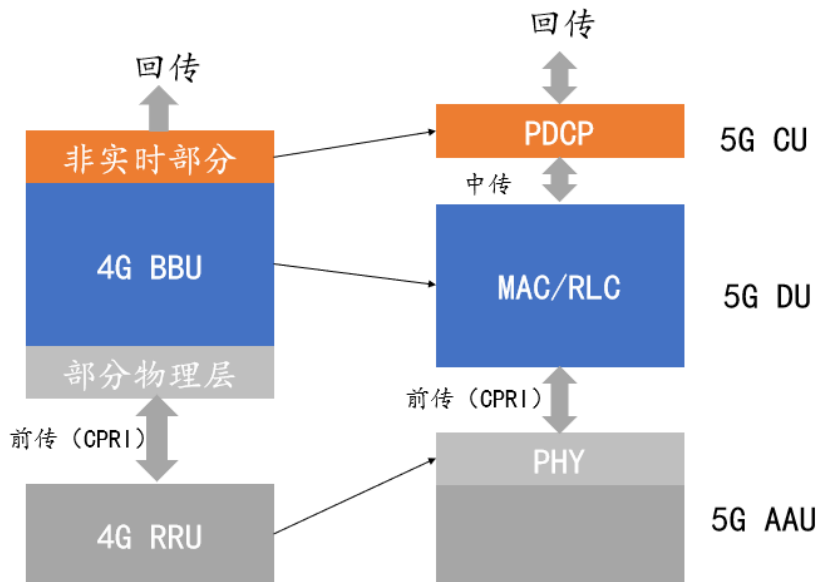 回传
非实时部分
4G BBU
部分物理层
前传（CPRI）
4G RRU
回传
PDCP
5G CU
中传
MAC/RLC
5G DU
前传（CPRI）
PHY
5G AAU